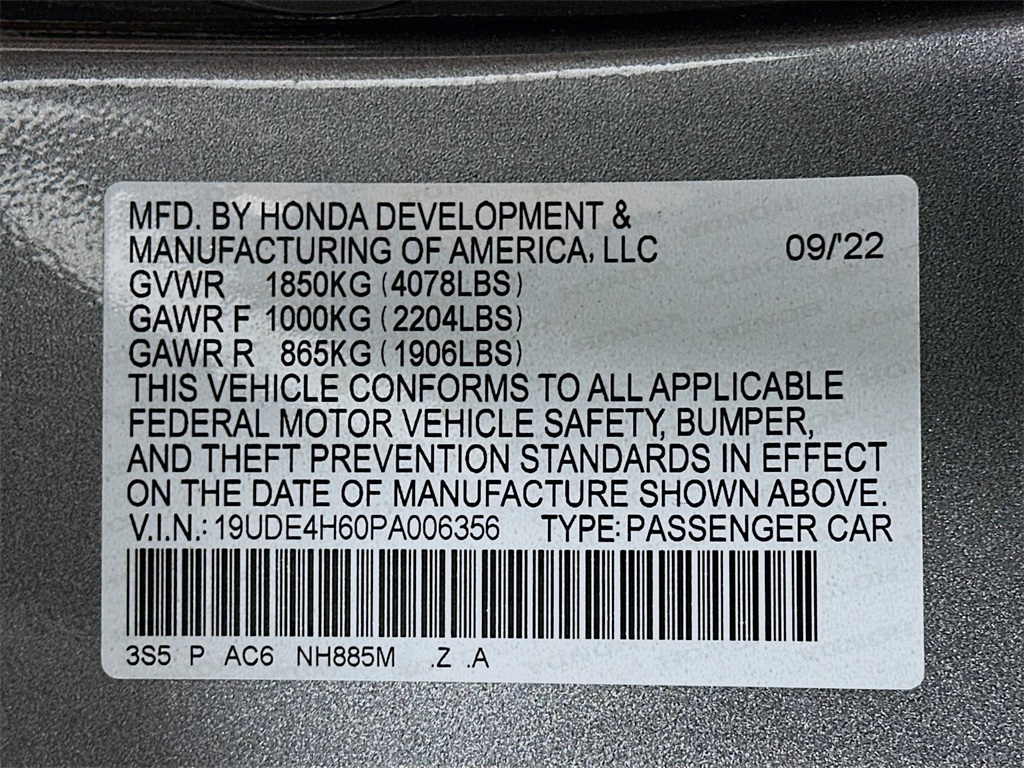 MFD. BY HONDA DEVELOPMENT &
MANUFACTURING OF AMERICA, LLC 09/'22
GVWR 1850KG (4078LBS)
GAWR F 1000KG (2204LBS)
GAWR R 865KG (1906LBS)
THIS VEHICLE CONFORMS TO ALL APPLICABLE
FEDERAL MOTOR VEHICLE SAFETY, BUMPER,
AND THEFT PREVENTION STANDARDS IN EFFECT
ON THE DATE OF MANUFACTURE SHOWN ABOVE.
V.I.N.: 19UDE4H60PA006356 TYPE: PASSENGER CAR
3S5 P AC6 NH885M .Z .A